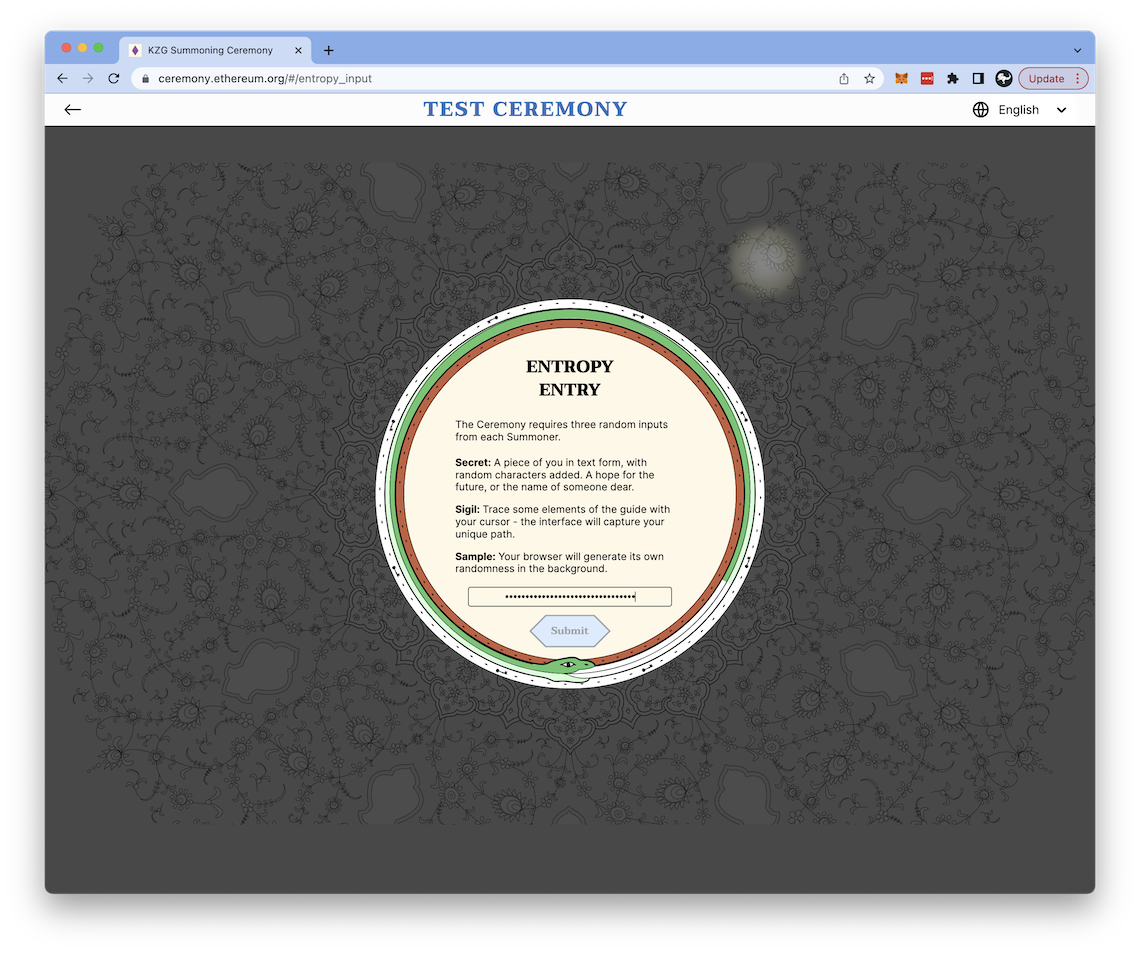 KZG Summoning Ceremony
ceremony.ethereum.org/#/entropy_input
Update
TEST CEREMONY
English
ENTROPY
ENTRY
The Ceremony requires three random inputs
from each Summoner.
Secret: A piece of you in text form, with
random characters added. A hope for the
future, or the name of someone dear.
Sigil: Trace some elements of the guide with
your cursor - the interface will capture your
unique path.
Sample: Your browser will generate its own
randomness in the background.
Submit